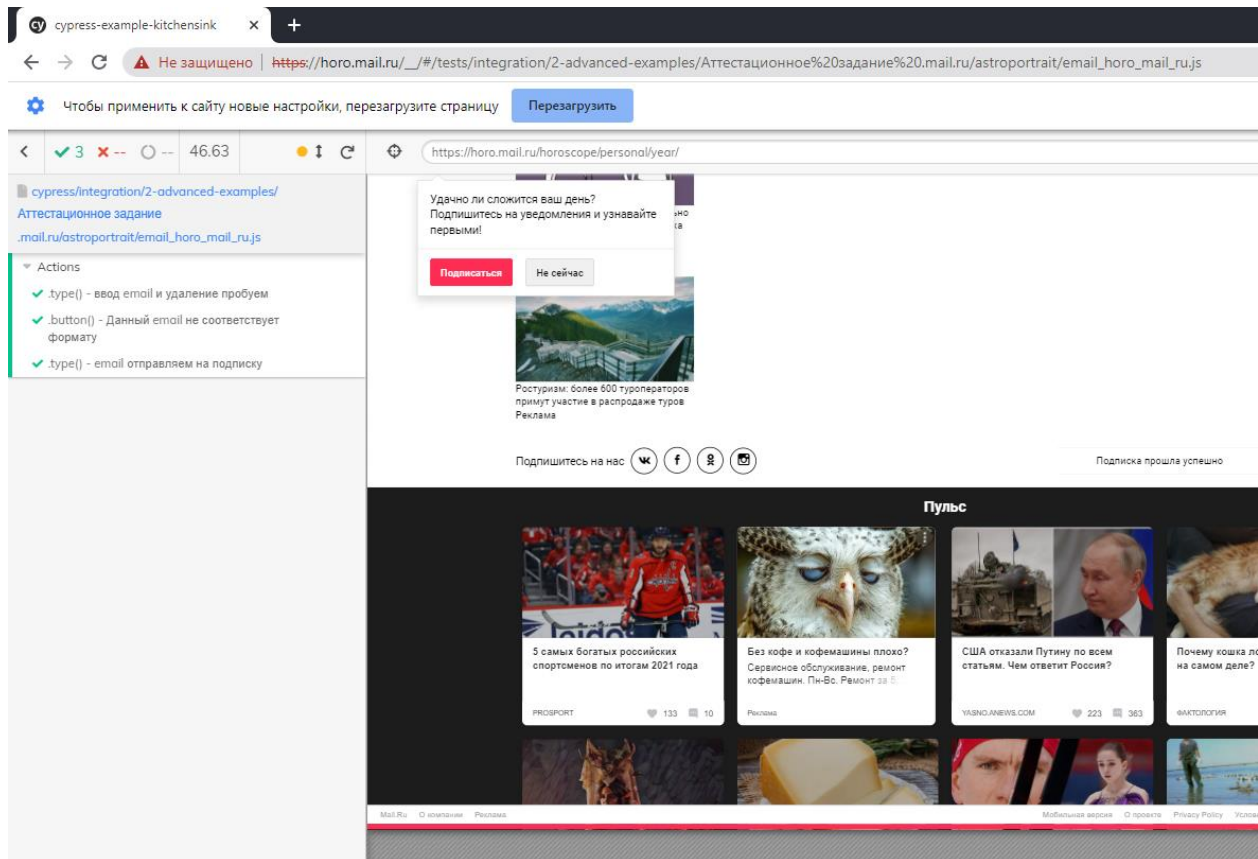 cypress-example-kitchensink
Не защищено | https://horo.mail.ru/__/#/tests/integration/2-advanced-examples/Аттестационное%20задание%20.mail.ru/astroportrait/email_horo_mail_ru.js
Чтобы применить к сайту новые настройки, перезагрузите страницу
Перезагрузить
3 -- -- 46.63
https://horo.mail.ru/horoscope/personal/year/
cypress/integration/2-advanced-examples/
Аттестационное задание
.mail.ru/astroportrait/email_horo_mail_ru.js
Actions
.type() - ввод email и удаление пробуем
.button() - Данный email не соответствует
формату
.type() - email отправляем на подписку
Удачно ли сложится ваш день?
Подпишитесь на уведомления и узнавайте
первыми!
Подписаться
Не сейчас
Ростуризм: более 600 туроператоров
примут участие в распродаже туров
Реклама
Подпишитесь на нас
Подписка прошла успешно
Пульс
5 самых богатых российских
спортсменов по итогам 2021 года
PROSPORT 133 10
Без кофе и кофемашины плохо?
Сервисное обслуживание, ремонт
кофемашин. Пн-Вс. Ремонт за
Реклама
США отказали Путину по всем
статьям. Чем ответит Россия?
YASNO.ANEWS.COM 223 363
Почему кошка
на самом деле?
ФАКТОЛОГИЯ
Mail.Ru О компании Реклама
Мобильная версия О проекте Privacy Policy